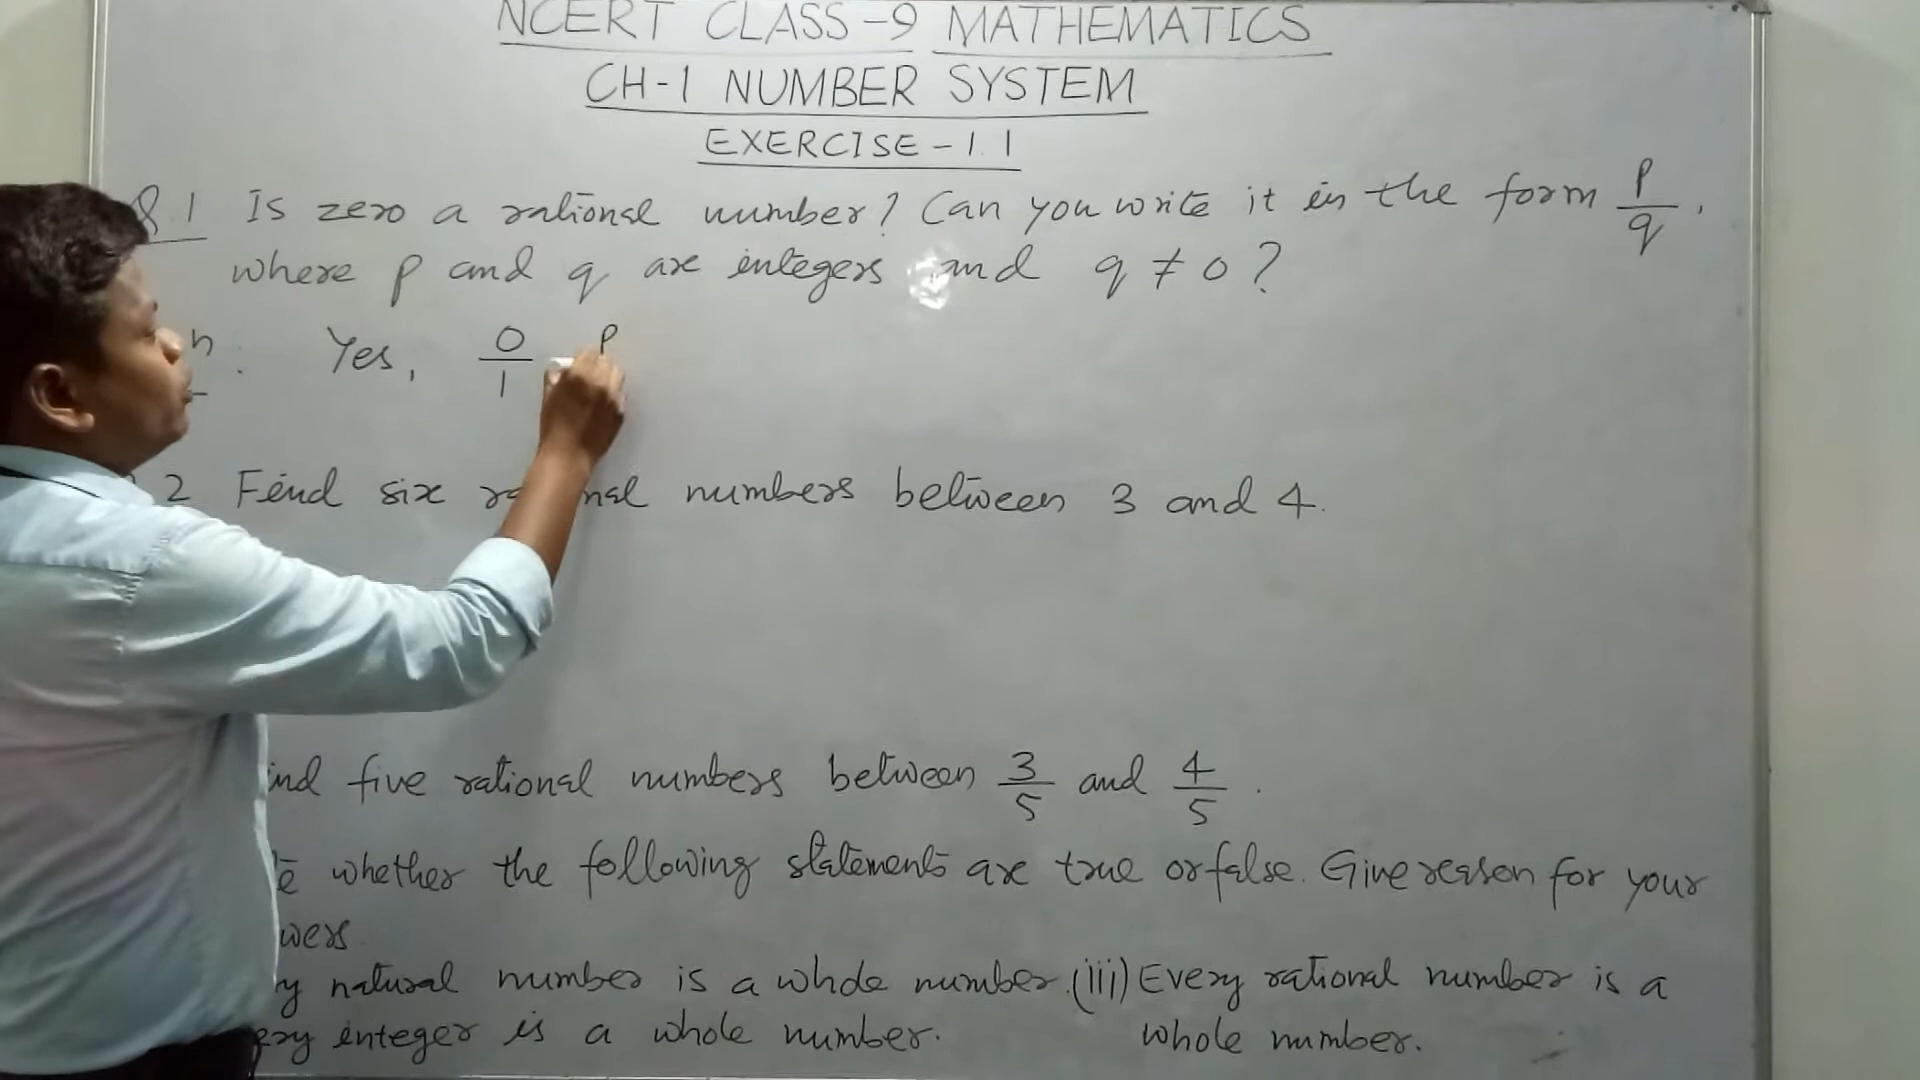 NCERT CLASS-9 MATHEMATICS
CH-1 NUMBER SYSTEM
EXERCISE-1.1
Q.1 Is zero a rational number? Can you write it in the form p/q,
where p and q are integers and q ≠ 0?
n: Yes, 0/1 = p
2 Find six rational numbers between 3 and 4.
ind five rational numbers between 3/5 and 4/5.
te whether the following statements are true or false. Give reason for your
wers
ry natural number is a whole number. (iii) Every rational number is a
ery integer is a whole number. whole number.